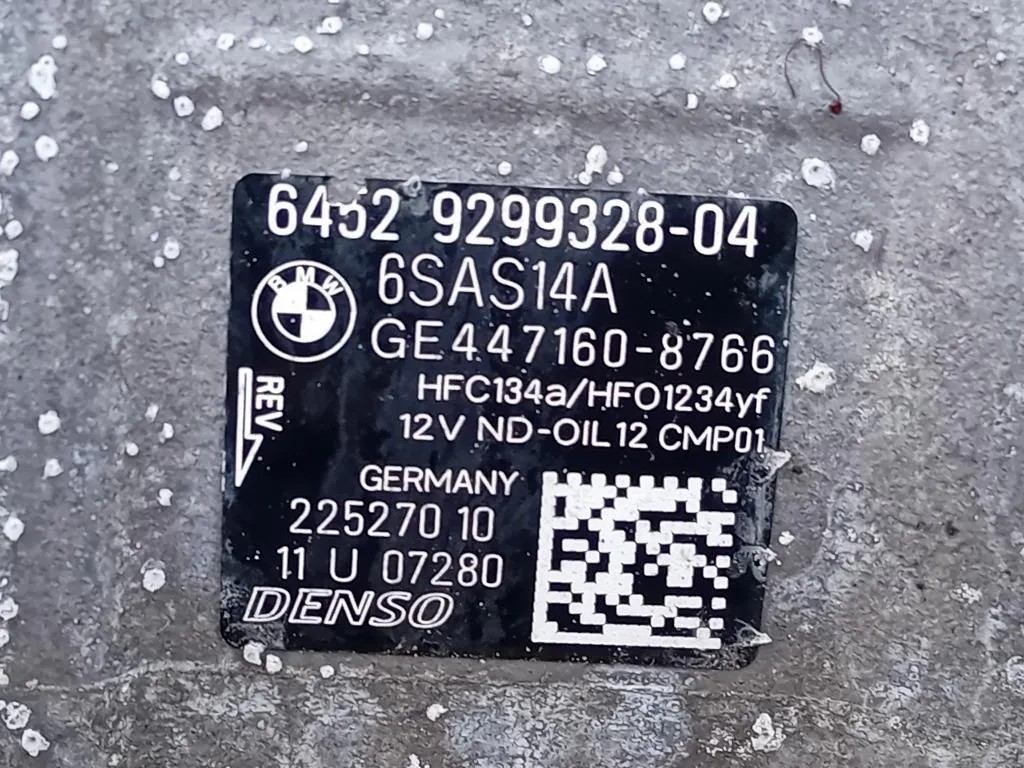 6452 9299328-04
BMW
6SAS14A
GE447160-8766
HFC134a/HFO1234yf
REV
12V ND-OIL12 CMP01
GERMANY
225270 10
11 U 07280
DENSO